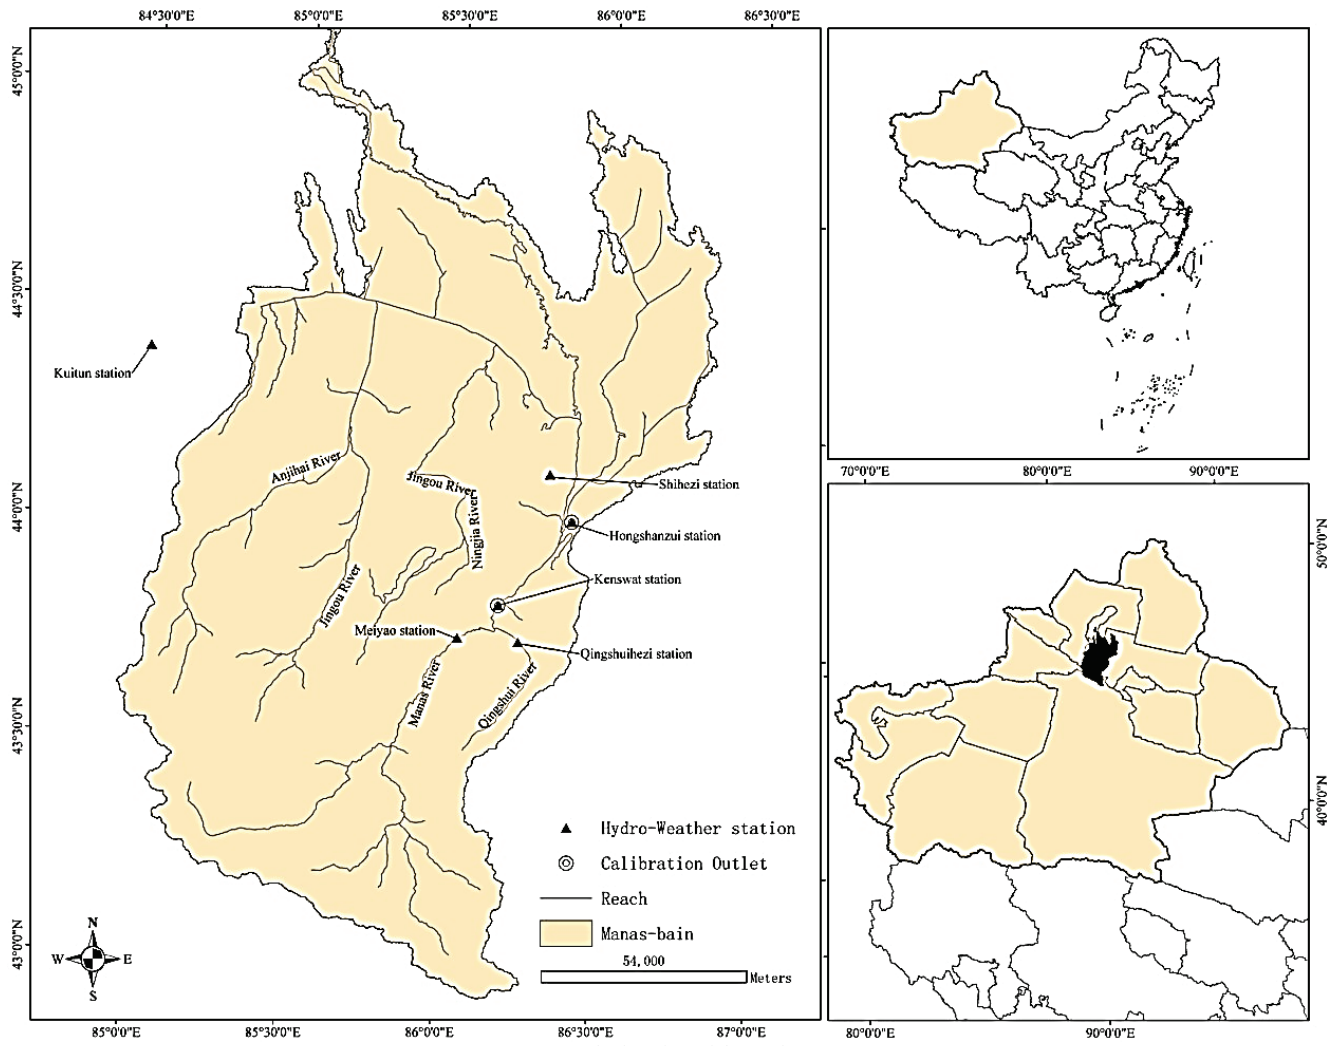 84°30'0"E
85°0'0"E
85°30'0"E
86°0'0"E
86°30'0"E
45°0'0"N
44°30'0"N
44°0'0"N
43°30'0"N
43°0'0"N
Kuitun station
Anjihai River
Jingou River
Ningjia River
Shihezi station
Hongshanzui station
Kenswat station
Jingou River
Meiyao station
Qingshuihezi station
Manas River
Qingshui River
Hydro-Weather station
Calibration Outlet
Reach
Manas-bain
54,000
Meters
N
W
E
S
85°0'0"E
85°30'0"E
86°0'0"E
86°30'0"E
87°0'0"E
70°0'0"E
80°0'0"E
90°0'0"E
50°0'0"N
40°0'0"N
80°0'0"E
90°0'0"E